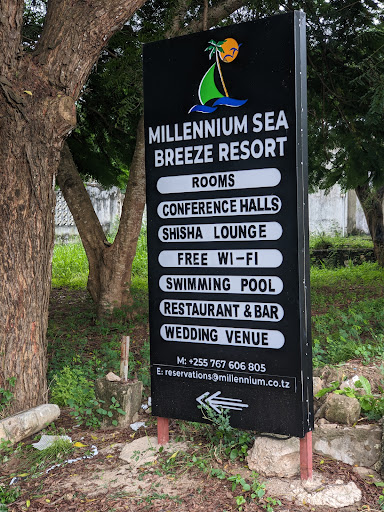 MILLENNIUM SEA
BREEZE RESORT
ROOMS
CONFERENCE HALLS
SHISHA LOUNGE
FREE WI-FI
SWIMMING POOL
RESTAURANT & BAR
WEDDING VENUE
M: +255 767 606 805
E: reservations@millennium.co.tz